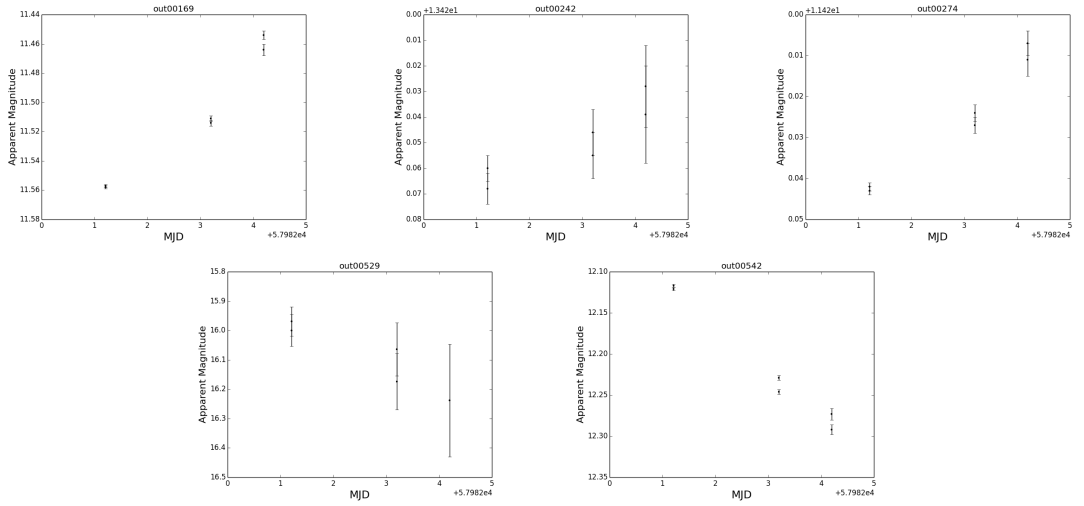 out00169
Apparent Magnitude
11.44
11.46
11.48
11.50
11.52
11.54
11.56
11.58
0 1 2 3 4 5
MJD
+5.7982e4
out00242
+1.342e1
Apparent Magnitude
0.00
0.01
0.02
0.03
0.04
0.05
0.06
0.07
0.08
0 1 2 3 4 5
MJD
+5.7982e4
out00274
+1.142e1
Apparent Magnitude
0.00
0.01
0.02
0.03
0.04
0.05
0 1 2 3 4 5
MJD
+5.7982e4
out00529
Apparent Magnitude
15.8
15.9
16.0
16.1
16.2
16.3
16.4
16.5
0 1 2 3 4 5
MJD
+5.7982e4
out00542
Apparent Magnitude
12.10
12.15
12.20
12.25
12.30
12.35
0 1 2 3 4 5
MJD
+5.7982e4